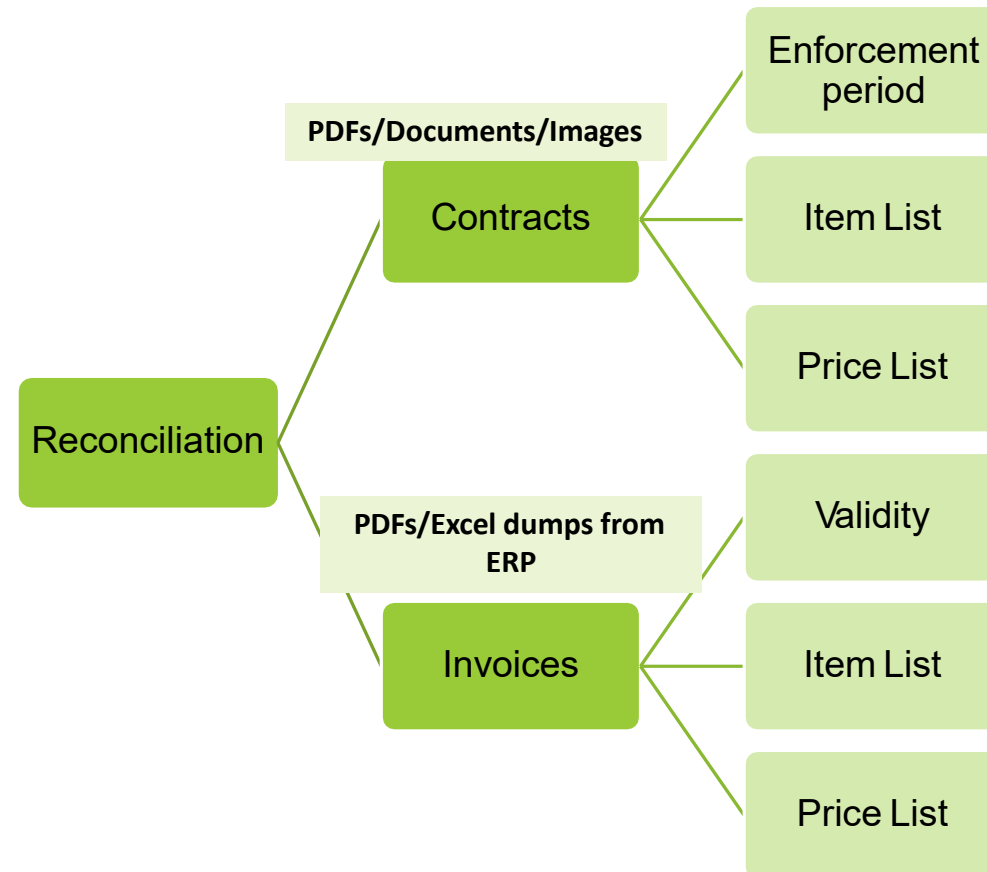 Enforcement
period
PDFs/Documents/Images
Contracts
Item List
Price List
Reconciliation
PDFs/Excel dumps from
ERP
Validity
Invoices
Item List
Price List